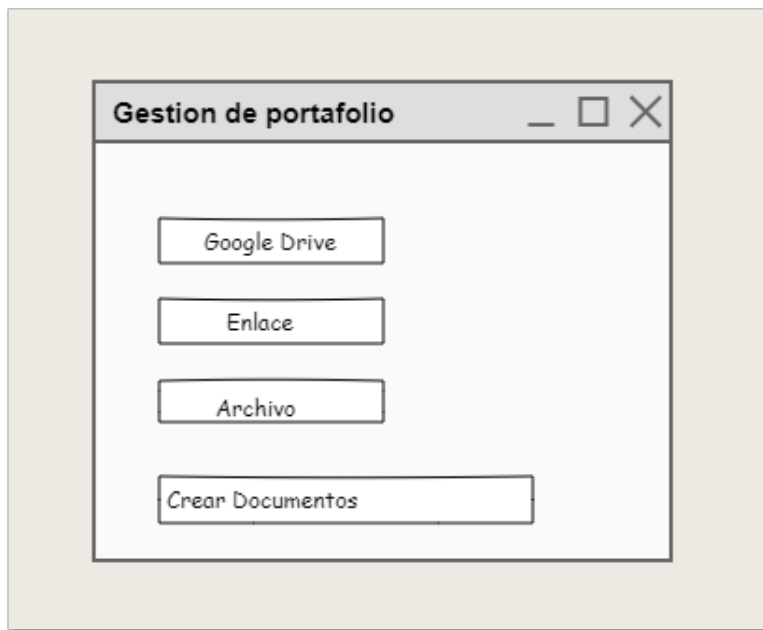 Gestion de portafolio
Google Drive
Enlace
Archivo
Crear Documentos